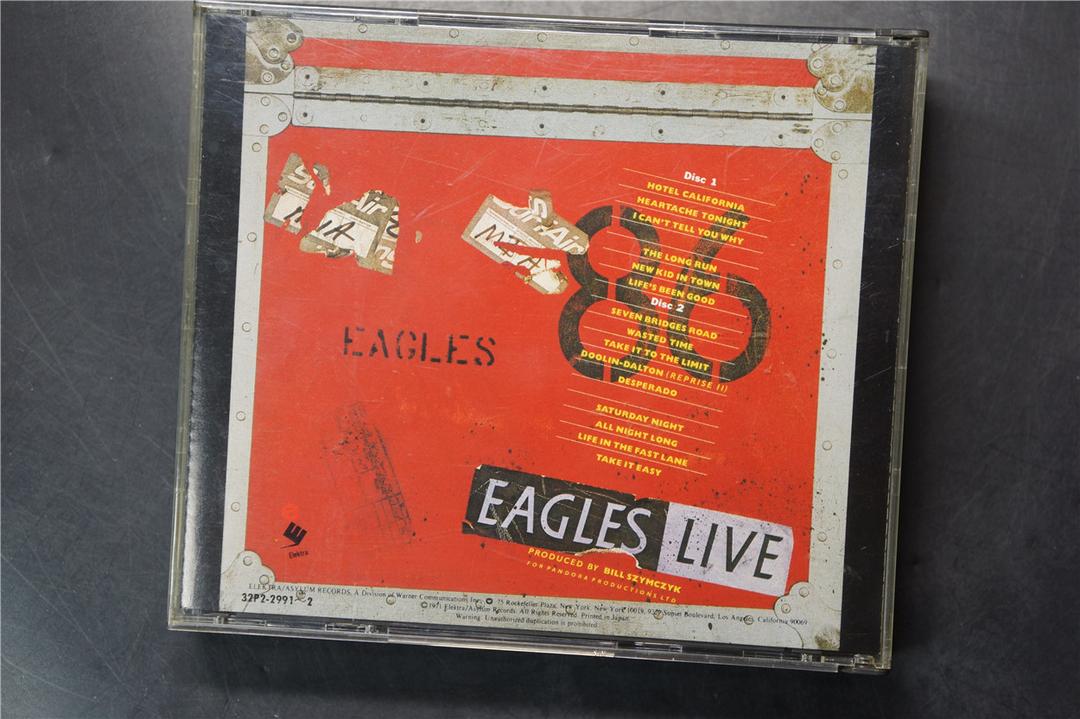 MIA
MIA
Disc 1
HOTEL CALIFORNIA
HEARTACHE TONIGHT
I CAN'T TELL YOU WHY
THE LONG RUN
NEW KID IN TOWN
LIFE'S BEEN GOOD
Disc 2
SEVEN BRIDGES ROAD
WASTED TIME
TAKE IT TO THE LIMIT
DOOLIN-DALTON (REPRISE II)
DESPERADO
SATURDAY NIGHT
ALL NIGHT LONG
LIFE IN THE FAST LANE
TAKE IT EASY
EAGLES
EAGLES LIVE
PRODUCED BY BILL SZYMCZYK
FOR PANDORA PRODUCTIONS LTD.
Elektra
ELEKTRA/ASYLUM RECORDS, A Division of Warner Communications Inc., 75 Rockefeller Plaza, New York, New York 10019, 9229 Sunset Boulevard, Los Angeles, California 90069
32P2-2991~2
Elektra/Asylum Records. All Rights Reserved. Printed in Japan.
Warning: Unauthorized duplication is prohibited.